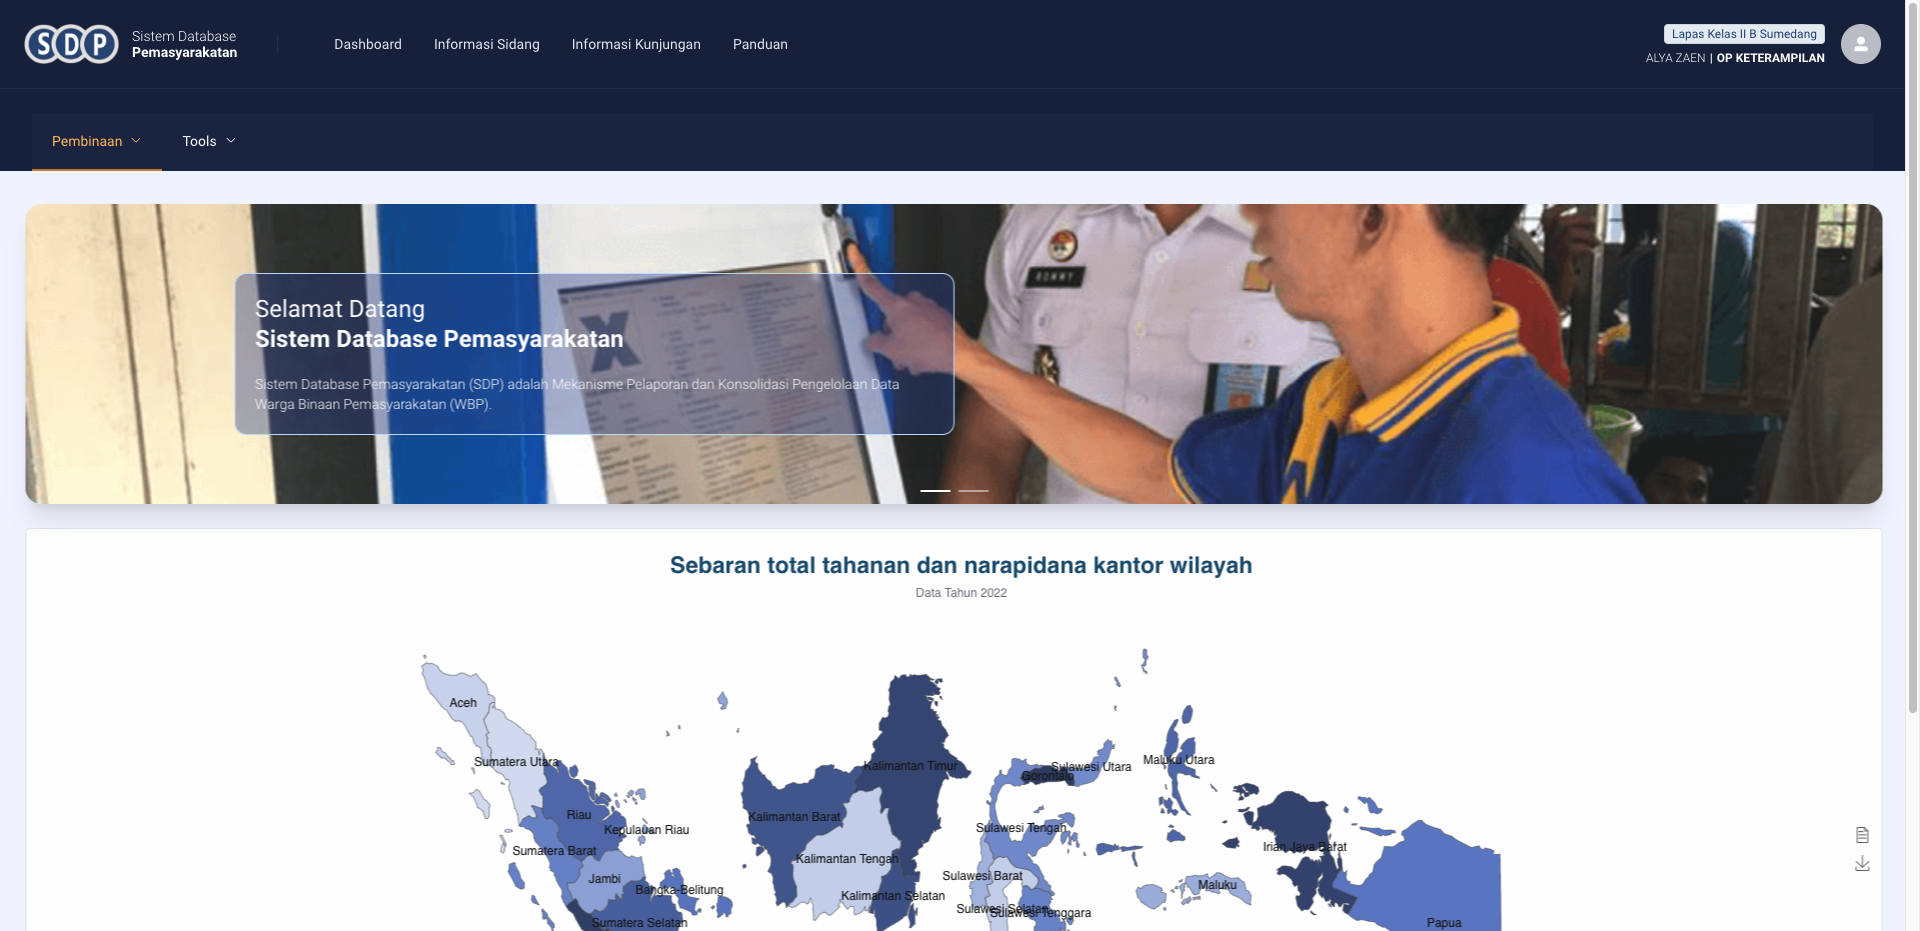 SDP
Sistem Database
Pemasyarakatan
Dashboard
Informasi Sidang
Informasi Kunjungan
Panduan
Lapas Kelas II B Sumedang
ALYA ZAEN | OP KETERAMPILAN
Pembinaan
Tools
Selamat Datang
Sistem Database Pemasyarakatan
Sistem Database Pemasyarakatan (SDP) adalah Mekanisme Pelaporan dan Konsolidasi Pengelolaan Data
Warga Binaan Pemasyarakatan (WBP).
X
RONNY
Sebaran total tahanan dan narapidana kantor wilayah
Data Tahun 2022
Aceh
Sumatera Utara
Riau
Kepulauan Riau
Sumatera Barat
Jambi
Bangka-Belitung
Sumatera Selatan
Kalimantan Timur
Kalimantan Barat
Kalimantan Tengah
Kalimantan Selatan
Sulawesi Utara
Gorontalo
Sulawesi Tengah
Sulawesi Barat
Sulawesi Selatan
Sulawesi Tenggara
Maluku Utara
Maluku
Irian Jaya Barat
Papua